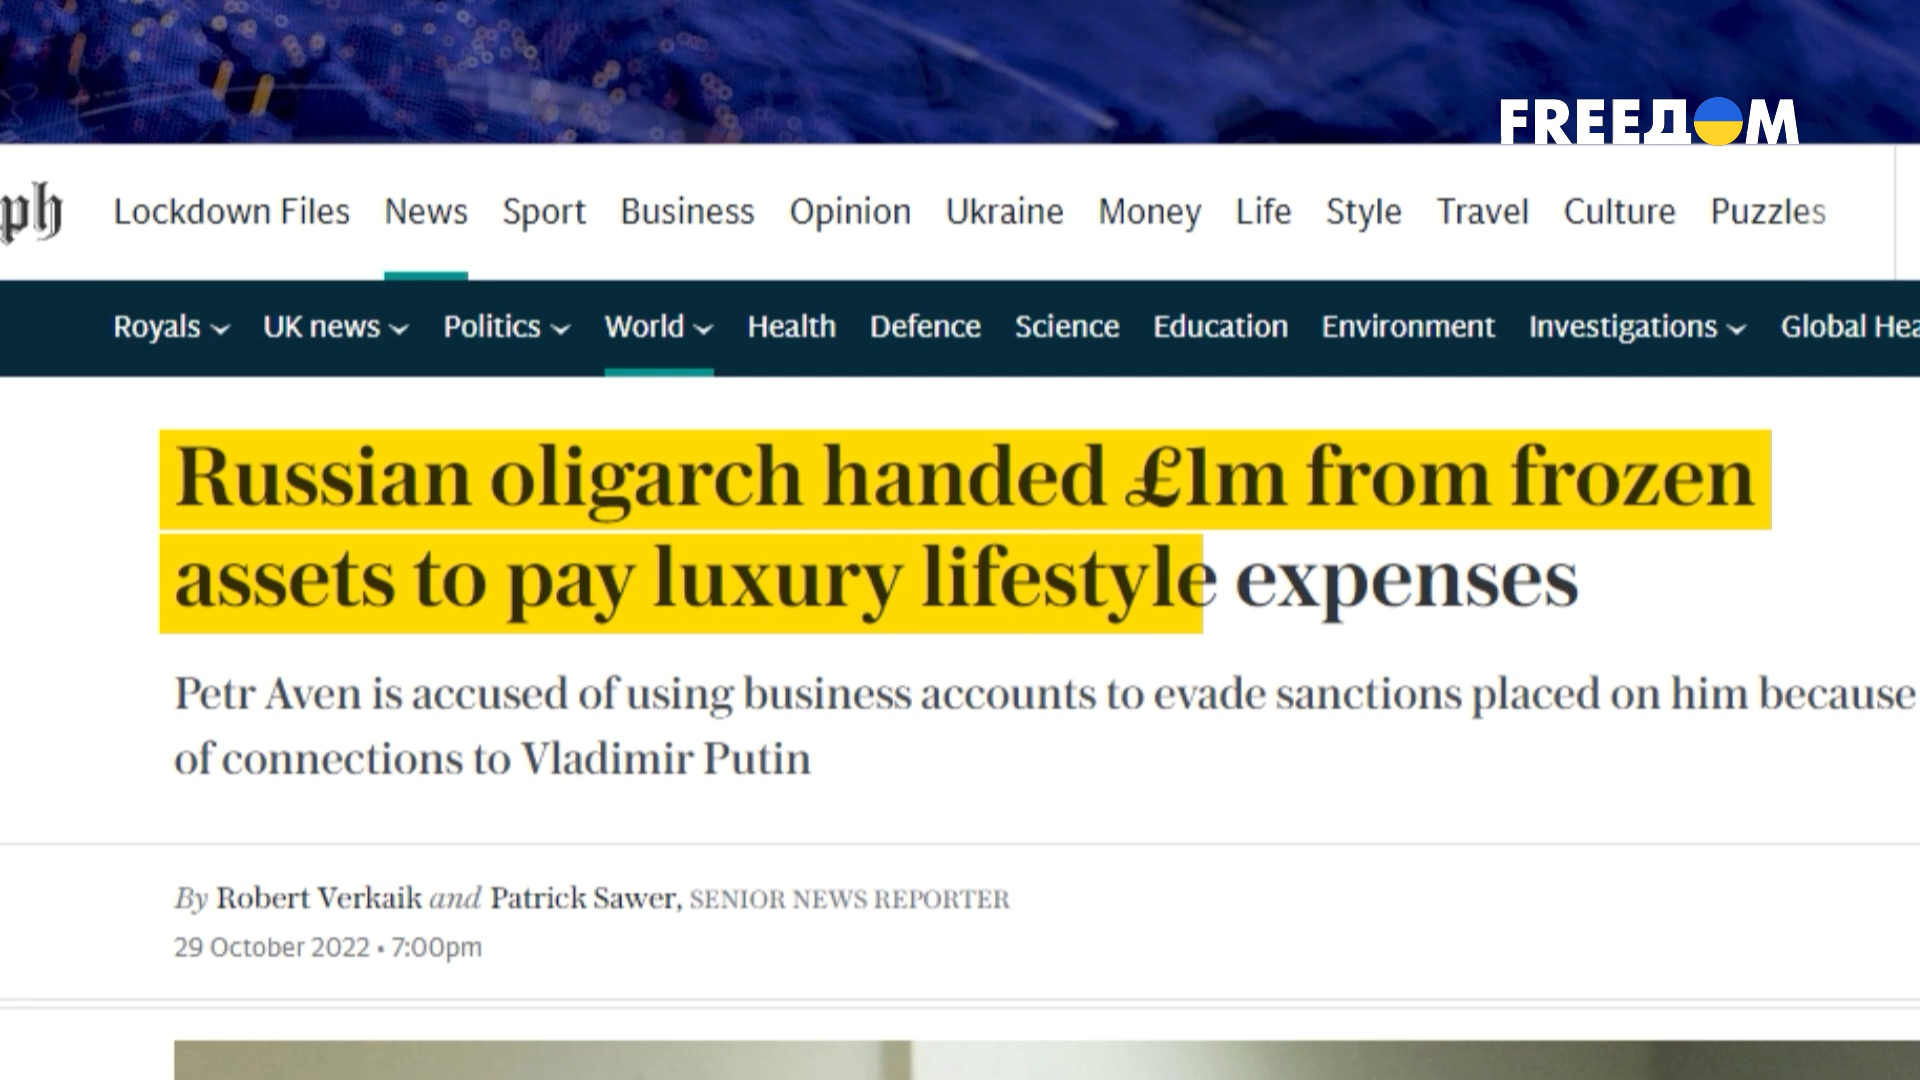 FREEДOM
ph
Lockdown Files News Sport Business Opinion Ukraine Money Life Style Travel Culture Puzzles
Royals UK news Politics World Health Defence Science Education Environment Investigations Global Hea
Russian oligarch handed £1m from frozen
assets to pay luxury lifestyle expenses
Petr Aven is accused of using business accounts to evade sanctions placed on him because
of connections to Vladimir Putin
By Robert Verkaik and Patrick Sawer, SENIOR NEWS REPORTER
29 October 2022 • 7:00pm